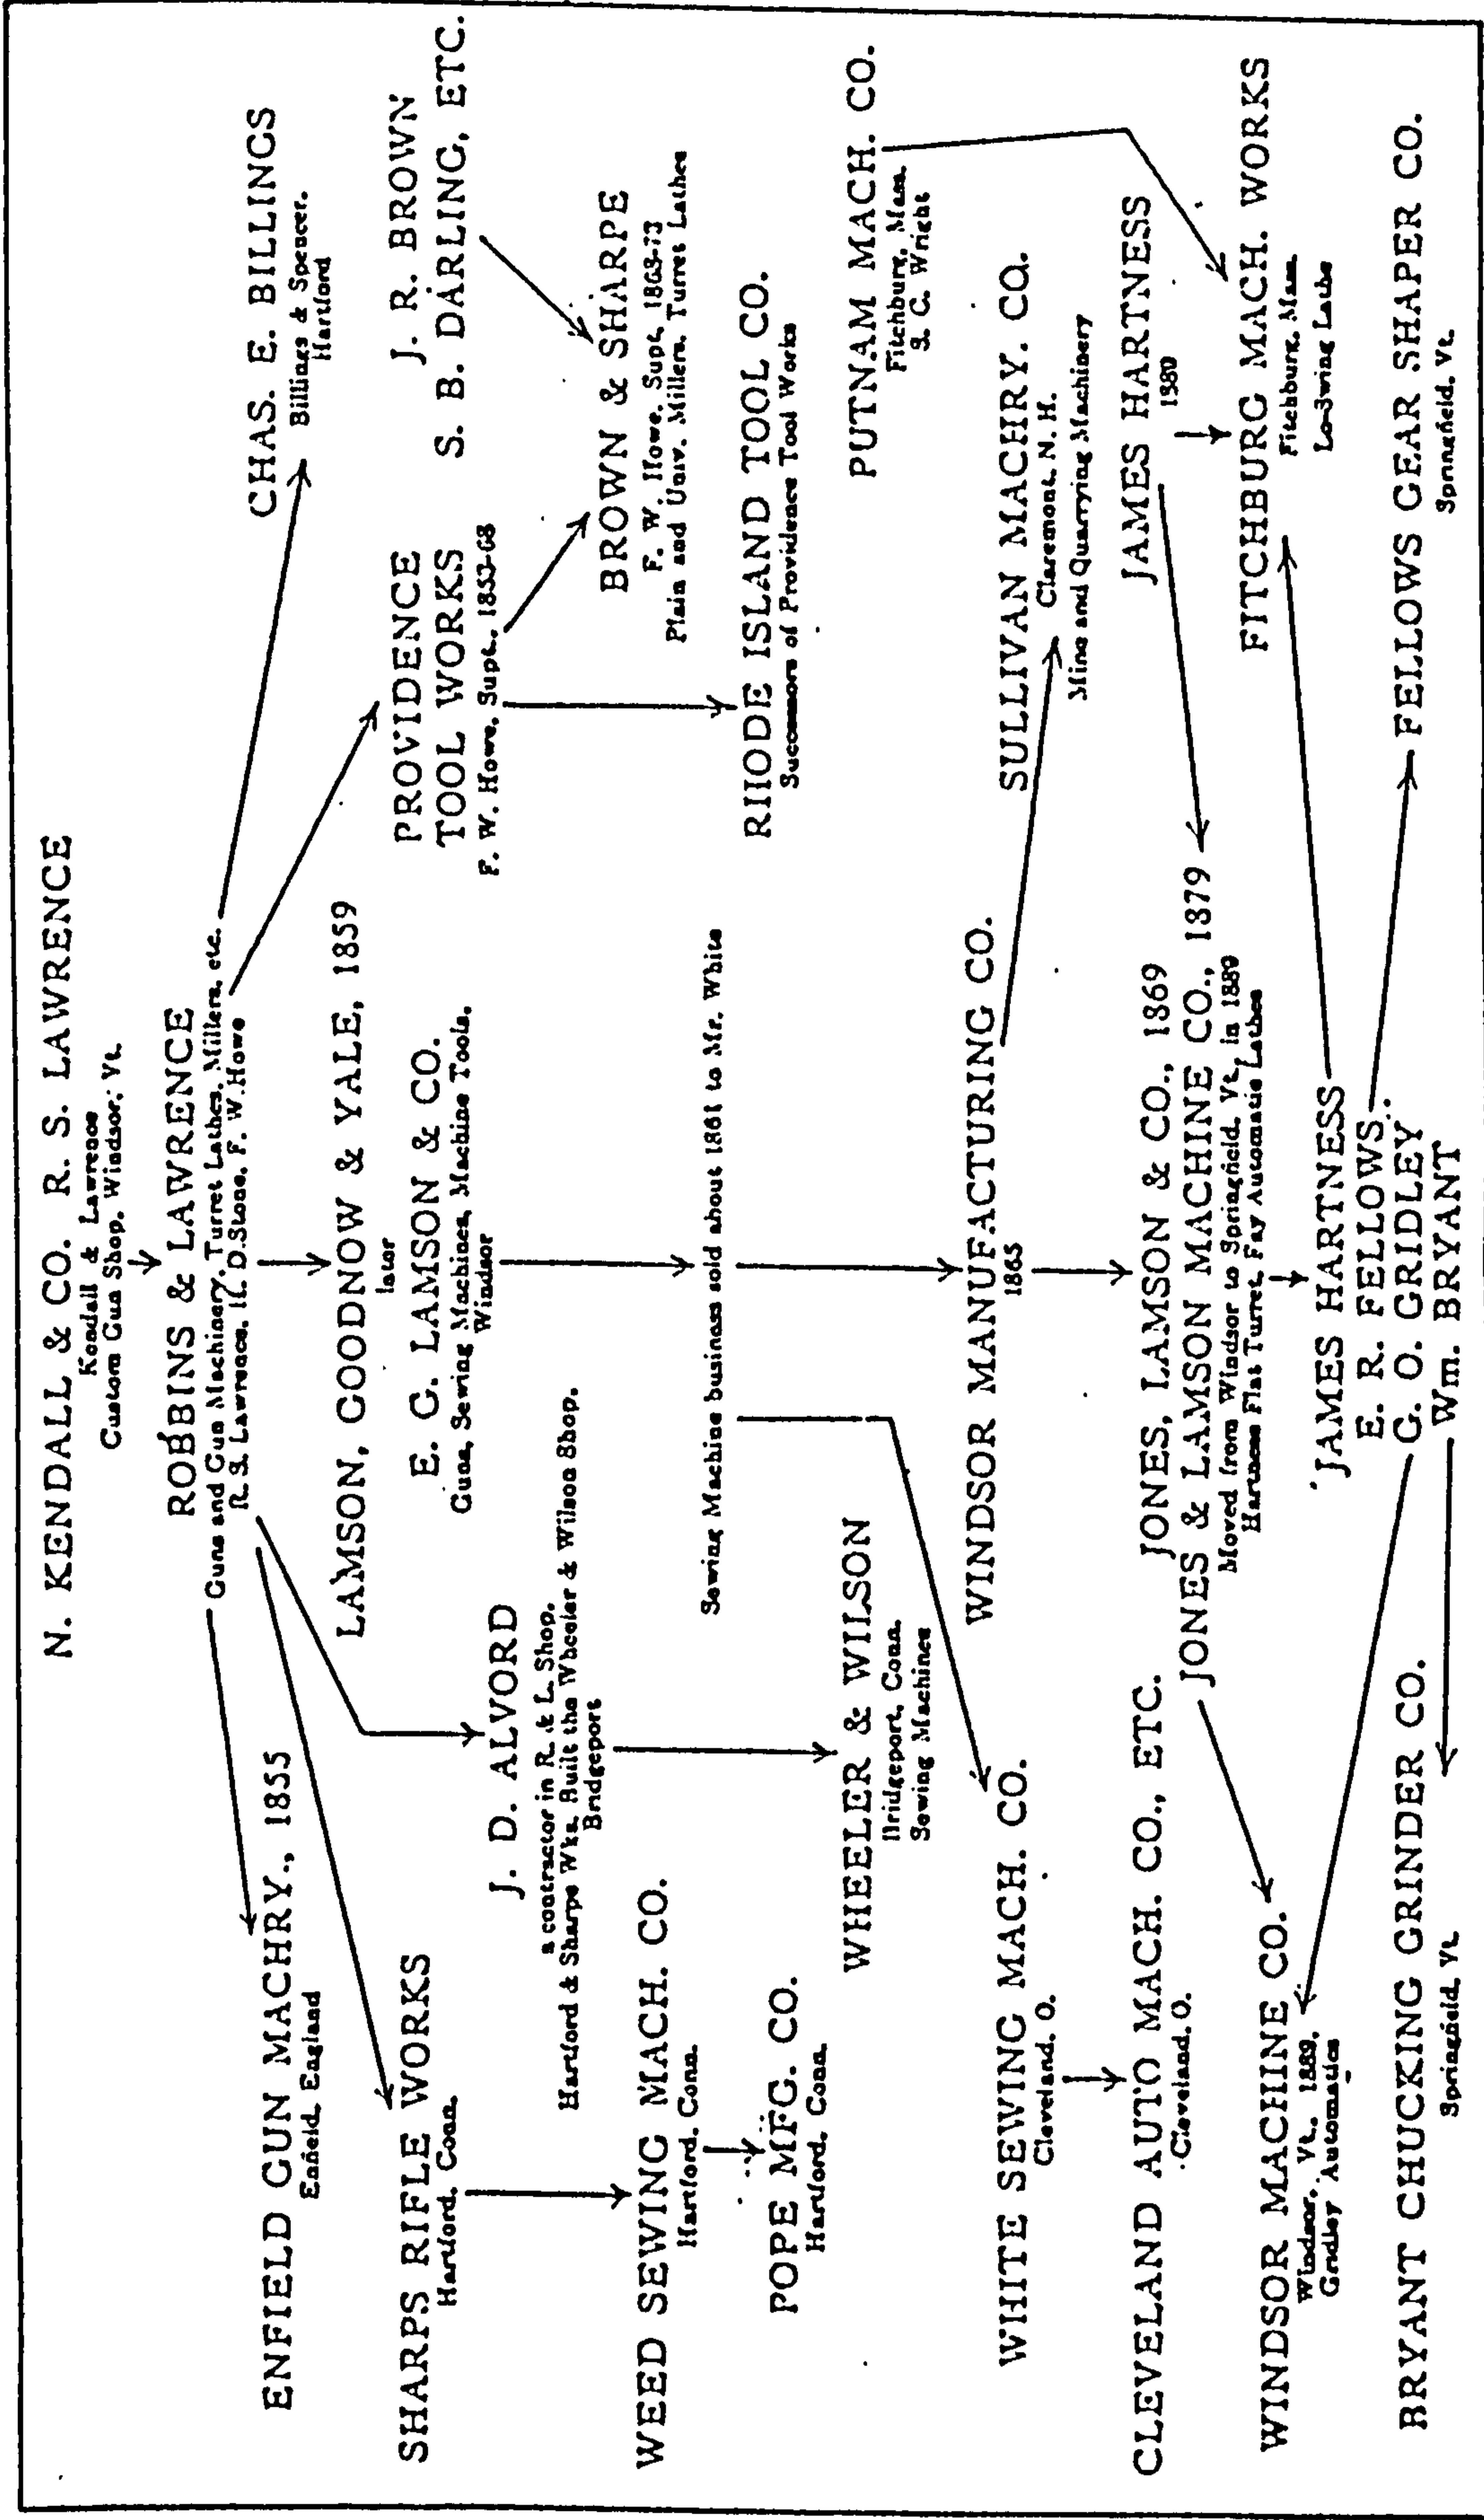 N. KENDALL & CO. R. S. LAWRENCE
Kendall & Lawrence
Custom Gun Shop, Windsor, Vt.
ROBBINS & LAWRENCE
Guns and Gun Machinery, Turret Lathes, Millers, etc.
R. S. Lawrence, H. D. Stone, F. W. Howe
ENFIELD GUN MACHRY., 1855
Enfield, England
CHAS. E. BILLINGS
Billings & Spencer.
Hartford
LAMSON, GOODNOW & YALE, 1859
later
E. G. LAMSON & CO.
Guns, Sewing Machines, Machine Tools,
Windsor
SHARPS RIFLE WORKS
Hartford, Conn.
PROVIDENCE
TOOL WORKS
F. W. Howe, Supt.,
J. R. BROWN
S. B. DARLING, ETC.
J. D. ALVORD
a contractor in R. & L. Shop.
Hartford & Sharps Wks. Built the Wheeler & Wilson Shop.
Bridgeport
BROWN & SHARPE
F. W. Howe, Supt.
Plain and Univ. Millers, Turret Lathes
WEED SEWING MACH. CO.
Hartford, Conn.
Sewing Machine business sold about 1861 to Mr. White
RHODE ISLAND TOOL CO.
Successors of Providence Tool Works
POPE MFG. CO.
Hartford, Conn.
WHEELER & WILSON
Bridgeport, Conn.
Sewing Machines
PUTNAM MACH. CO.
Fitchburg, Mass.
S. C. Wright
WINDSOR MANUFACTURING CO.
1865
WHITE SEWING MACH. CO.
Cleveland, O.
SULLIVAN MACHRY. CO.
Claremont, N. H.
Mine and Quarrying Machinery
CLEVELAND AUTO MACH. CO., ETC.
Cleveland, O.
JONES, LAMSON & CO., 1869
JONES & LAMSON MACHINE CO., 1879
Moved from Windsor to Springfield, Vt., in 1889
Hartness Flat Turret, Fay Automatic Lathes
JAMES HARTNESS
1889
WINDSOR MACHINE CO.
Windsor, Vt., 1889,
Gridley Automatics
JAMES HARTNESS
E. R. FELLOWS
G. O. GRIDLEY
Wm. BRYANT
FITCHBURG MACH. WORKS
Fitchburg, Mass.
Lo-swing Lathe
BRYANT CHUCKING GRINDER CO.
Springfield, Vt.
FELLOWS GEAR SHAPER CO.
Springfield, Vt.